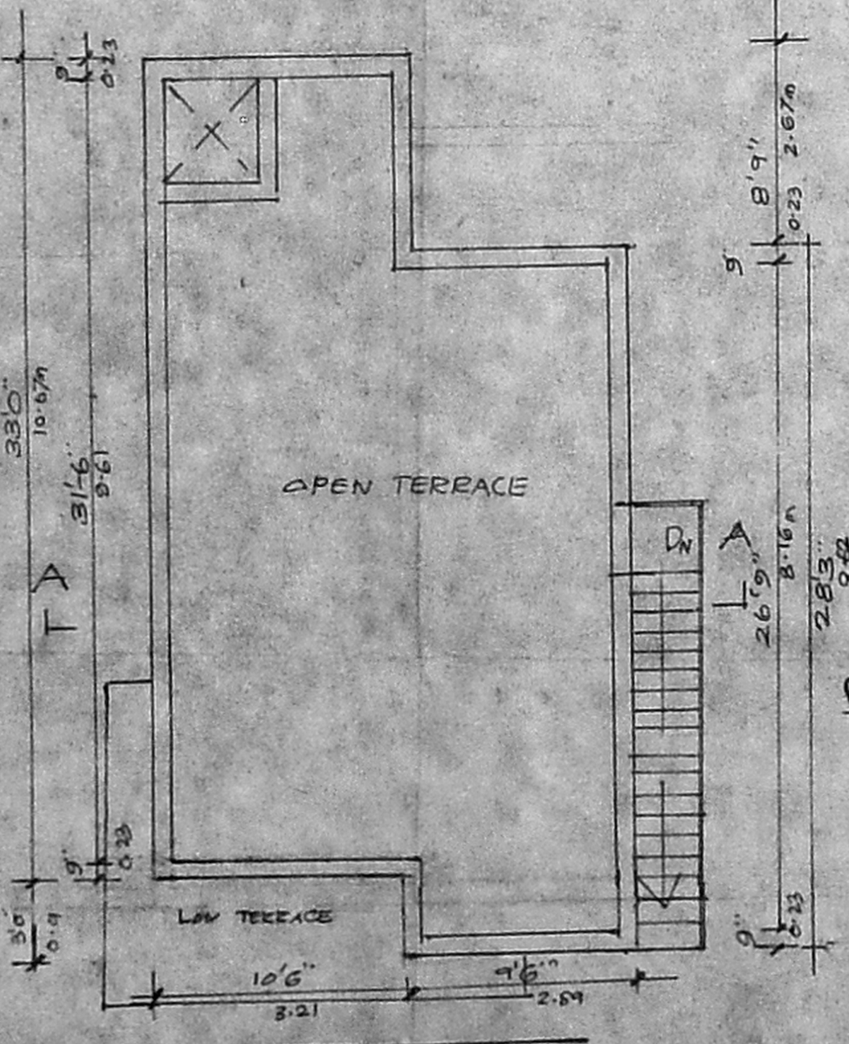 9"
0.23
33'0"
10.67m
31'-6"
9.61
A
9"
0.23
3'0"
0.9
OPEN TERRACE
LOW TERRACE
10'6"
3.21
9'6"
2.89
DN
A
8'9"
2.67m
9"
0.23
26'9"
8.16m
28'3"
9"
0.23